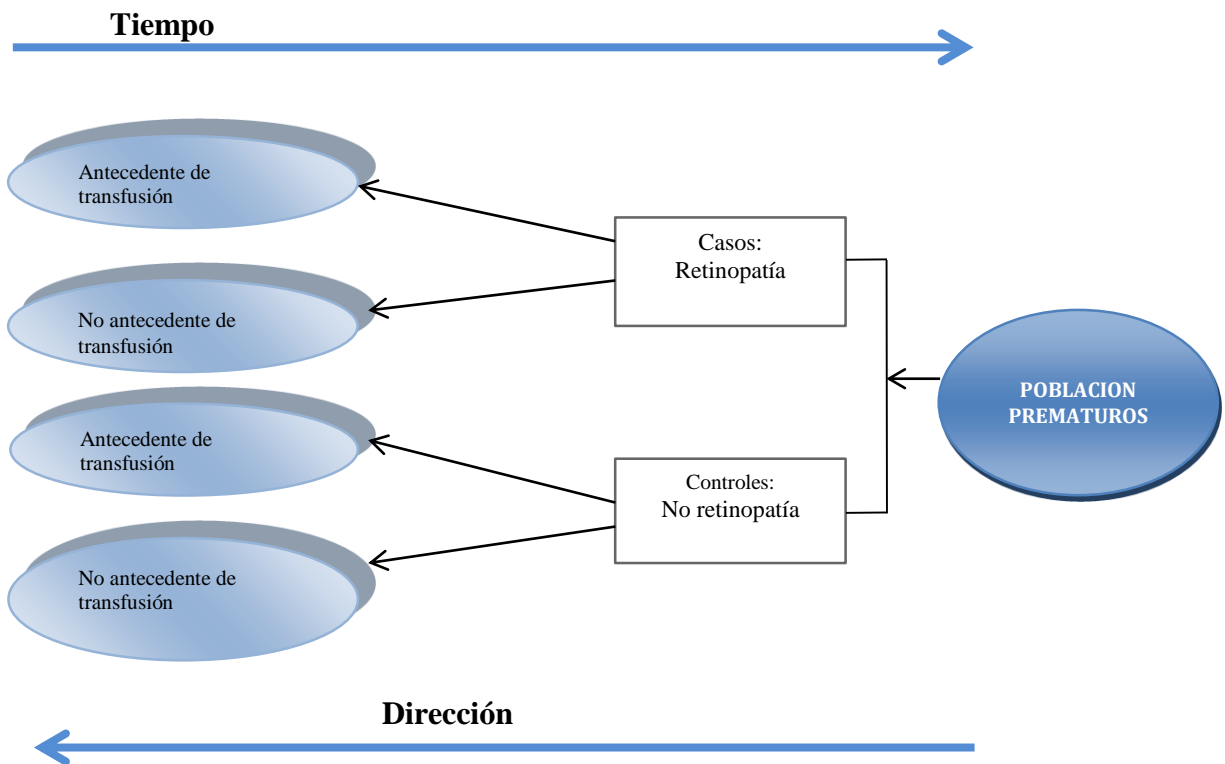 Tiempo
Antecedente de
transfusión
No antecedente de
transfusión
Antecedente de
transfusión
No antecedente de
transfusión
Casos:
Retinopatía
Controles:
No retinopatía
POBLACION
PREMATUROS
Dirección